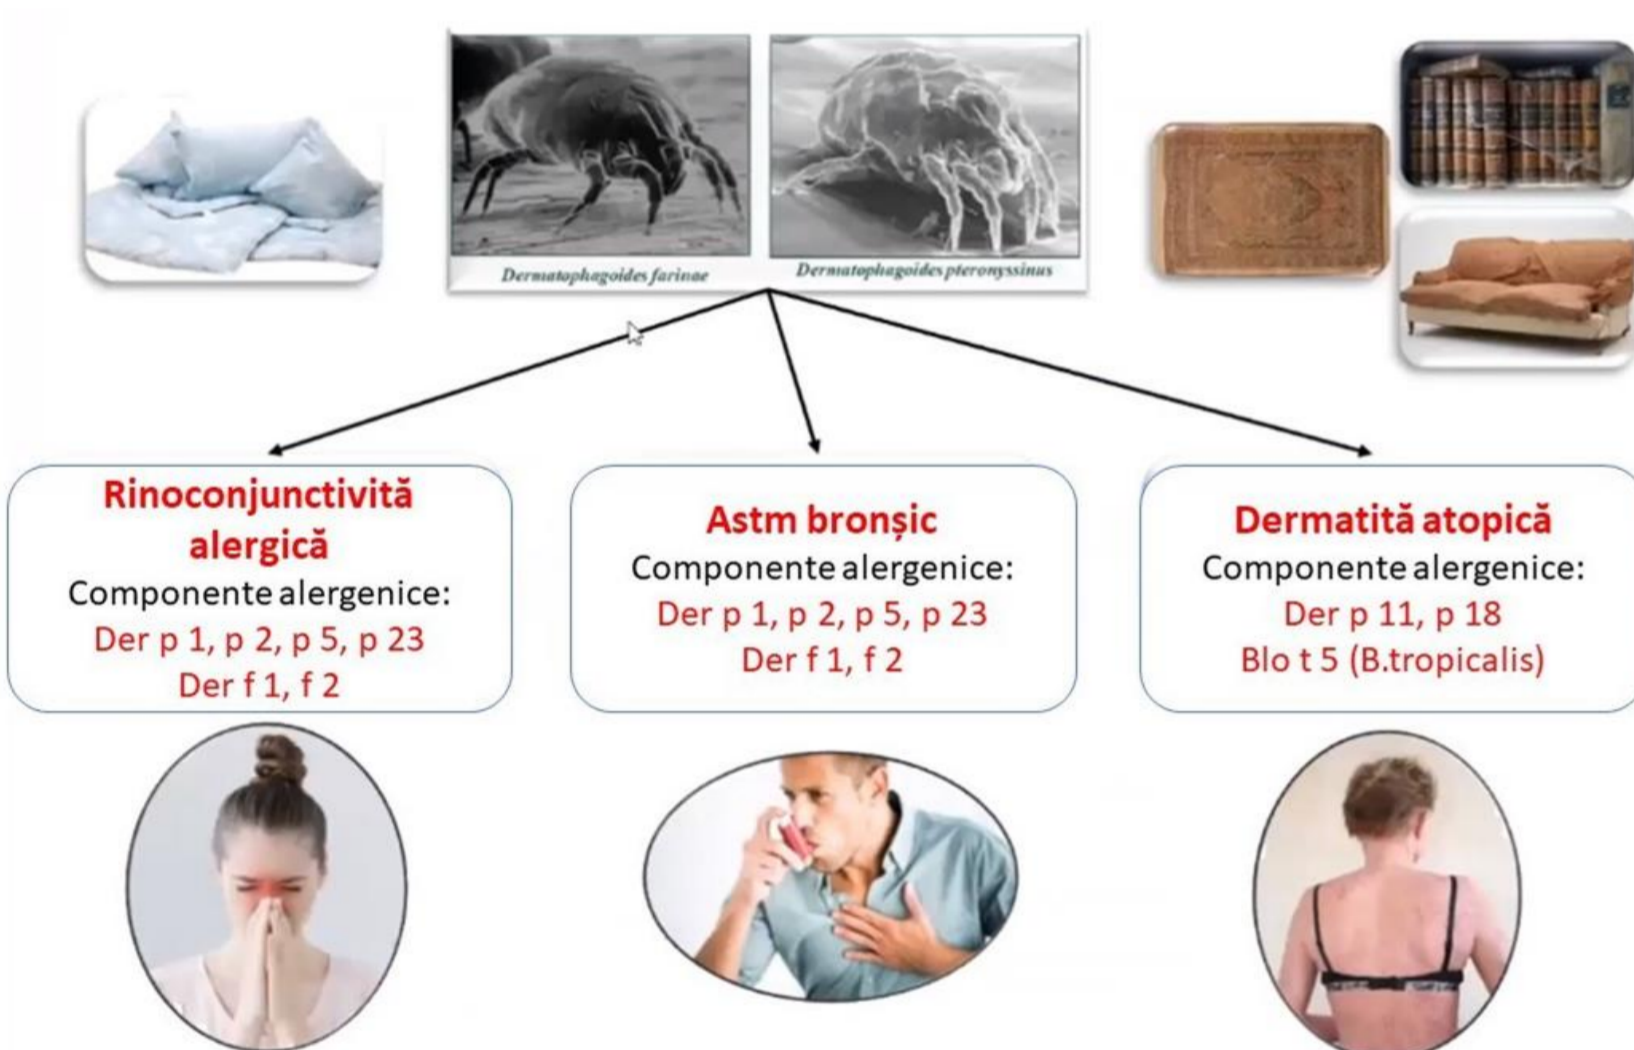 Dermatophagoides farinae
Dermatophagoides pteronyssinus
Rinoconjunctivită
alergică
Componente alergenice:
Der p 1, p 2, p 5, p 23
Der f 1, f 2
Astm bronșic
Componente alergenice:
Der p 1, p 2, p 5, p 23
Der f 1, f 2
Dermatită atopică
Componente alergenice:
Der p 11, p 18
Blo t 5 (B.tropicalis)